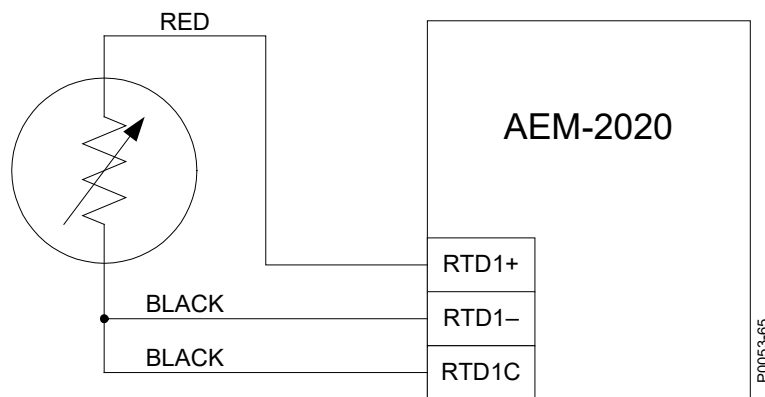 RED
AEM-2020
RTD1+
BLACK
RTD1–
BLACK
RTD1C
P0053-65